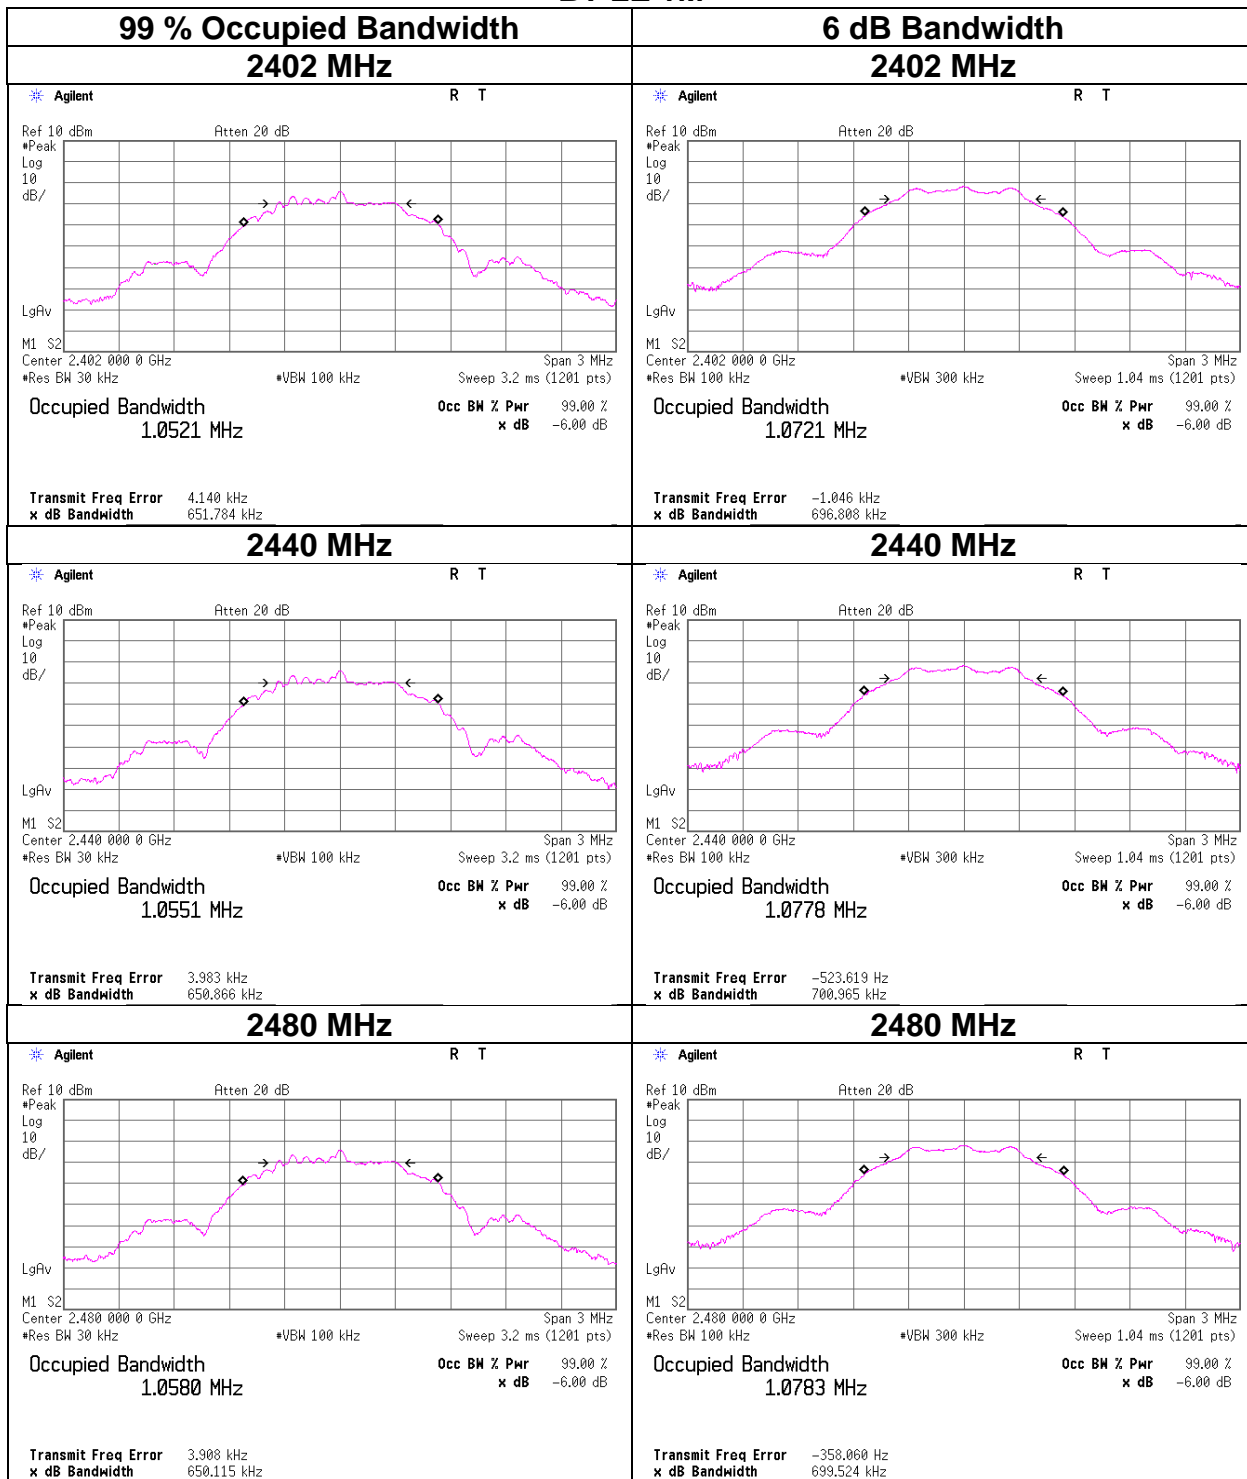 99 % Occupied Bandwidth
6 dB Bandwidth
2402 MHz
2402 MHz
Agilent
R T
Ref 10 dBm
Atten 20 dB
#Peak
Log
10
dB/
LgAv
M1 S2
Center 2.402 000 0 GHz
Span 3 MHz
#Res BW 30 kHz
#VBW 100 kHz
Sweep 3.2 ms (1201 pts)
Occupied Bandwidth
1.0521 MHz
Occ BW % Pwr 99.00 %
x dB -6.00 dB
Transmit Freq Error 4.140 kHz
x dB Bandwidth 651.784 kHz
Agilent
R T
Ref 10 dBm
Atten 20 dB
#Peak
Log
10
dB/
LgAv
M1 S2
Center 2.402 000 0 GHz
Span 3 MHz
#Res BW 100 kHz
#VBW 300 kHz
Sweep 1.04 ms (1201 pts)
Occupied Bandwidth
1.0721 MHz
Occ BW % Pwr 99.00 %
x dB -6.00 dB
Transmit Freq Error -1.046 kHz
x dB Bandwidth 696.808 kHz
2440 MHz
2440 MHz
Agilent
R T
Ref 10 dBm
Atten 20 dB
#Peak
Log
10
dB/
LgAv
M1 S2
Center 2.440 000 0 GHz
Span 3 MHz
#Res BW 30 kHz
#VBW 100 kHz
Sweep 3.2 ms (1201 pts)
Occupied Bandwidth
1.0551 MHz
Occ BW % Pwr 99.00 %
x dB -6.00 dB
Transmit Freq Error 3.983 kHz
x dB Bandwidth 650.866 kHz
Agilent
R T
Ref 10 dBm
Atten 20 dB
#Peak
Log
10
dB/
LgAv
M1 S2
Center 2.440 000 0 GHz
Span 3 MHz
#Res BW 100 kHz
#VBW 300 kHz
Sweep 1.04 ms (1201 pts)
Occupied Bandwidth
1.0778 MHz
Occ BW % Pwr 99.00 %
x dB -6.00 dB
Transmit Freq Error -523.619 Hz
x dB Bandwidth 700.965 kHz
2480 MHz
2480 MHz
Agilent
R T
Ref 10 dBm
Atten 20 dB
#Peak
Log
10
dB/
LgAv
M1 S2
Center 2.480 000 0 GHz
Span 3 MHz
#Res BW 30 kHz
#VBW 100 kHz
Sweep 3.2 ms (1201 pts)
Occupied Bandwidth
1.0580 MHz
Occ BW % Pwr 99.00 %
x dB -6.00 dB
Transmit Freq Error 3.908 kHz
x dB Bandwidth 650.115 kHz
Agilent
R T
Ref 10 dBm
Atten 20 dB
#Peak
Log
10
dB/
LgAv
M1 S2
Center 2.480 000 0 GHz
Span 3 MHz
#Res BW 100 kHz
#VBW 300 kHz
Sweep 1.04 ms (1201 pts)
Occupied Bandwidth
1.0783 MHz
Occ BW % Pwr 99.00 %
x dB -6.00 dB
Transmit Freq Error -358.060 Hz
x dB Bandwidth 699.524 kHz